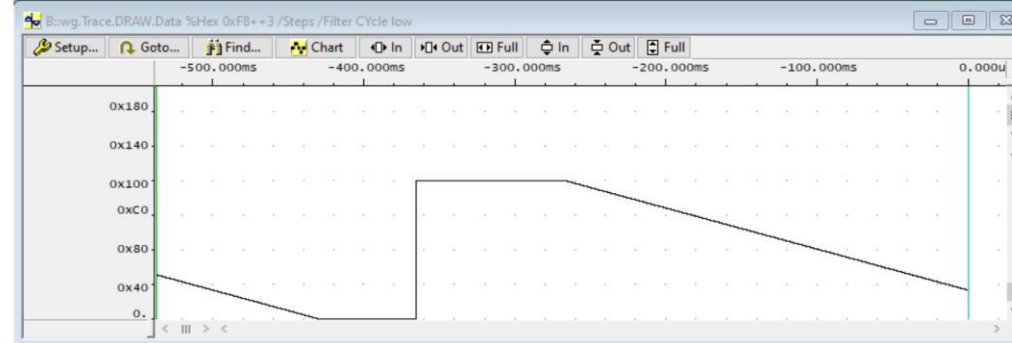 B::wg.Trace.DRAW.Data %Hex 0xF8++3 /Steps /Filter CYcle low
Setup... Goto... Find... Chart In Out Full In Out Full
-500.000ms -400.000ms -300.000ms -200.000ms -100.000ms 0.000u
0x180
0x140
0x100
0xC0
0x80
0x40
0.